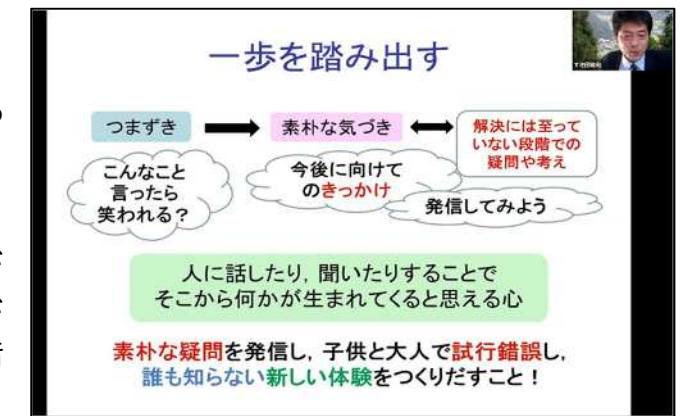 一歩を踏み出す
つまずき
素朴な気づき
解決には至って
いない段階での
疑問や考え
こんなこと
言ったら
笑われる？
今後に向けて
のきっかけ
発信してみよう
人に話したり，聞いたりすることで
そこから何かが生まれてくると思える心
素朴な疑問を発信し，子供と大人で試行錯誤し，
誰も知らない新しい体験をつくりだすこと！